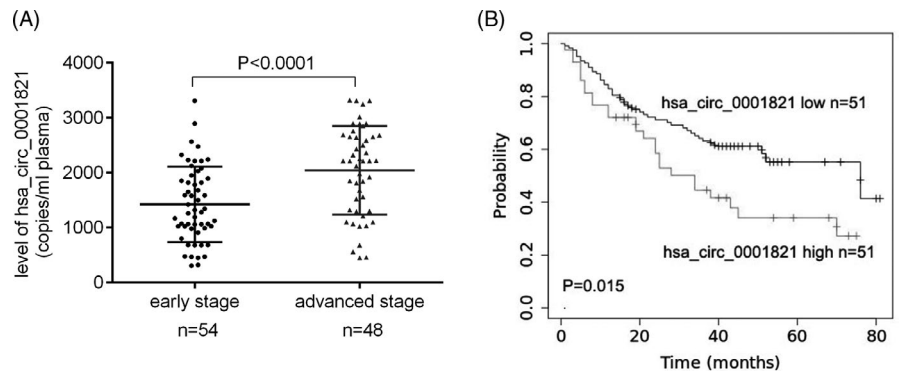 (A)
level of hsa_circ_0001821
(copies/ml plasma)
4000
3000
2000
1000
0
P<0.0001
early stage
advanced stage
n=54
n=48
(B)
Probability
1.0
0.8
0.6
0.4
0.2
0.0
hsa_circ_0001821 low n=51
hsa_circ_0001821 high n=51
P=0.015
0
20
40
60
80
Time (months)